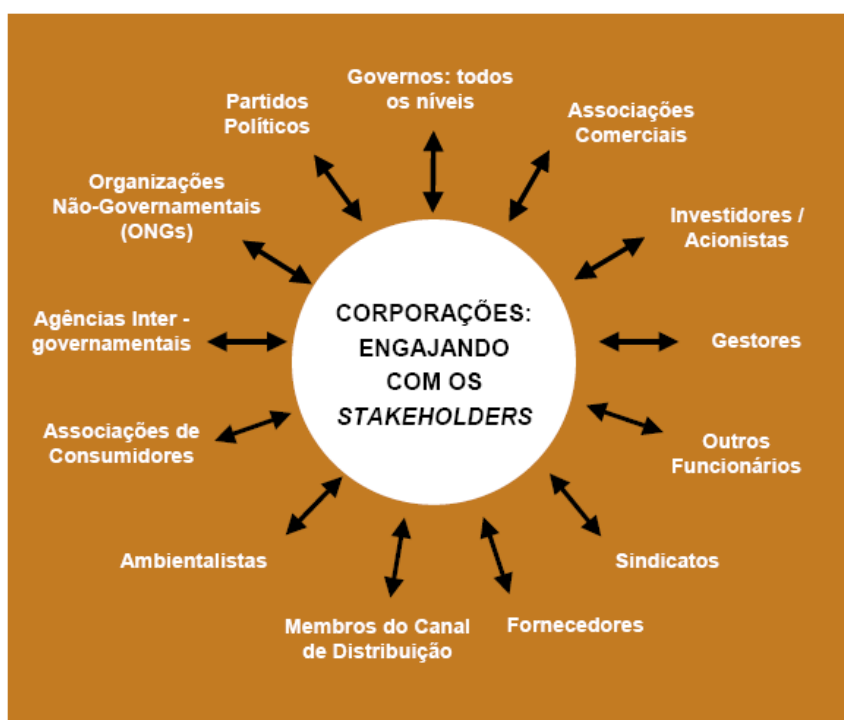 Governos: todos
os níveis
Associações
Comerciais
Investidores /
Acionistas
Gestores
Outros
Funcionários
Sindicatos
Fornecedores
Membros do Canal
de Distribuição
Ambientalistas
Associações de
Consumidores
Agências Inter -
governamentais
Organizações
Não-Governamentais
(ONGs)
Partidos
Políticos
CORPORAÇÕES:
ENGAJANDO
COM OS
STAKEHOLDERS